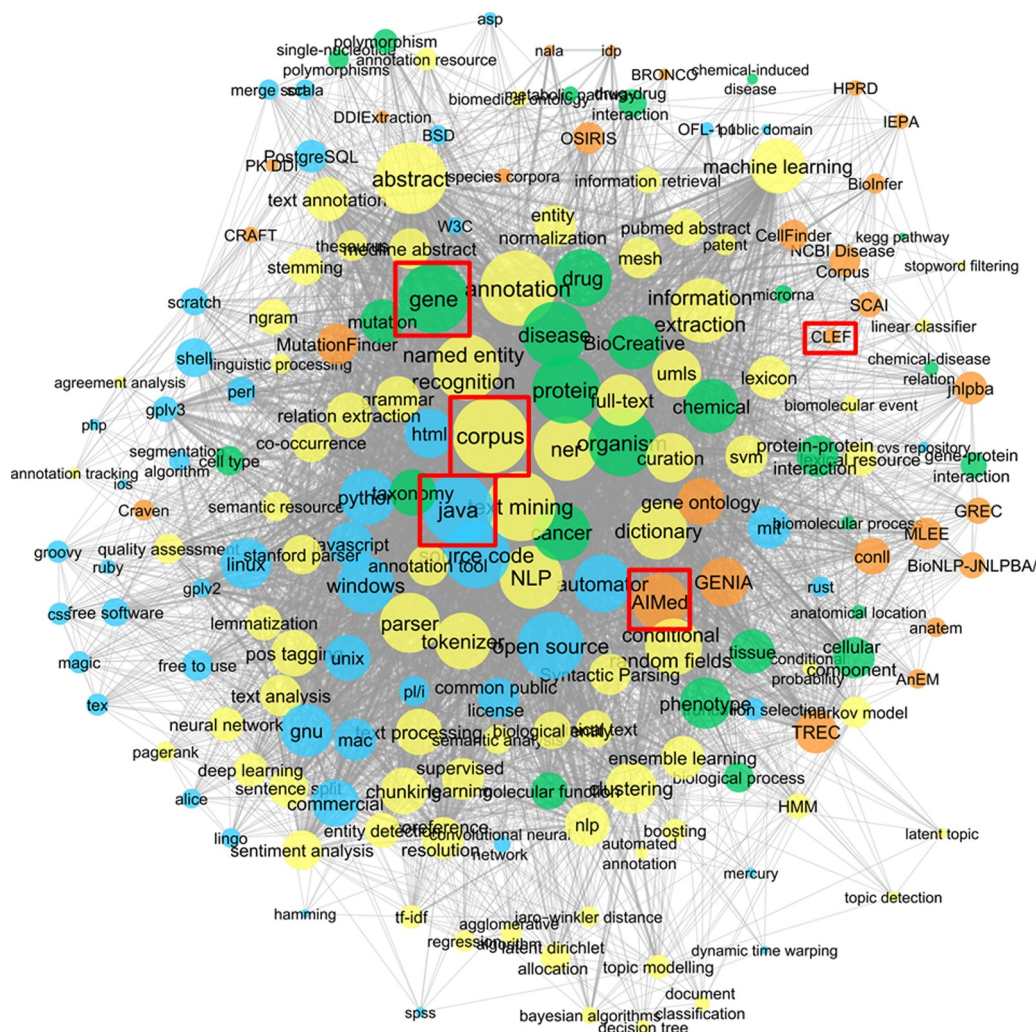 asp
polymorphism
single-nucleotide
polymorphisms
annotation resource
nala
idp
BRONCO
chemical-induced
disease
HPRD
merge sort
scala
biomedical ontology
metabolic pathway
drug-drug
interaction
DDIExtraction
BSD
OSIRIS
OFL-1.1
public domain
IEPA
PostgreSQL
PK DDI
abstract
species corpora
information retrieval
machine learning
BioInfer
text annotation
CRAFT
thesaurus
medline abstract
W3C
entity
normalization
pubmed abstract
patent
CellFinder
kegg pathway
NCBI Disease
Corpus
stemming
mesh
stopword filtering
scratch
gene
annotation
drug
information
extraction
microrna
SCAI
ngram
mutation
disease
BioCreative
CLEF
linear classifier
shell
MutationFinder
linguistic processing
named entity
recognition
umls
lexicon
chemical-disease
relation
agreement analysis
perl
grammar
protein
full-text
chemical
jnlpba
gplv3
relation extraction
biomolecular event
php
co-occurrence
html
corpus
ner
organism
curation
svm
protein-protein
interaction
lexical resource
cvs repository
gene-protein
interaction
segmentation
algorithm
cell type
annotation tracking
ios
semantic resource
python
taxonomy
java
text mining
gene ontology
Craven
cancer
dictionary
mlt
biomolecular process
GREC
MLEE
groovy
quality assessment
ruby
linux
stanford parser
javascript
annotation tool
source code
NLP
automator
GENIA
conll
BioNLP-JNLPBA/
windows
gplv2
AIMed
rust
css
free software
lemmatization
parser
tokenizer
open source
conditional
random fields
anatomical location
anatem
magic
free to use
pos tagging
unix
Syntactic Parsing
tissue
conditional
probability
cellular
component
AnEM
tex
text analysis
pl/i
common public
license
phenotype
markov model
neural network
gnu
mac
text processing
semantic analysis
TREC
pagerank
deep learning
ensemble learning
biological process
sentence split
commercial
chunking
supervised
learning
molecular function
clustering
HMM
alice
lingo
entity detection
resolution
convolutional neural
network
nlp
boosting
automated
annotation
latent topic
sentiment analysis
mercury
topic detection
hamming
tf-idf
jaro-winkler distance
agglomerative
algorithm
regression
latent dirichlet
allocation
dynamic time warping
topic modelling
spss
bayesian algorithms
document
classification
decision tree